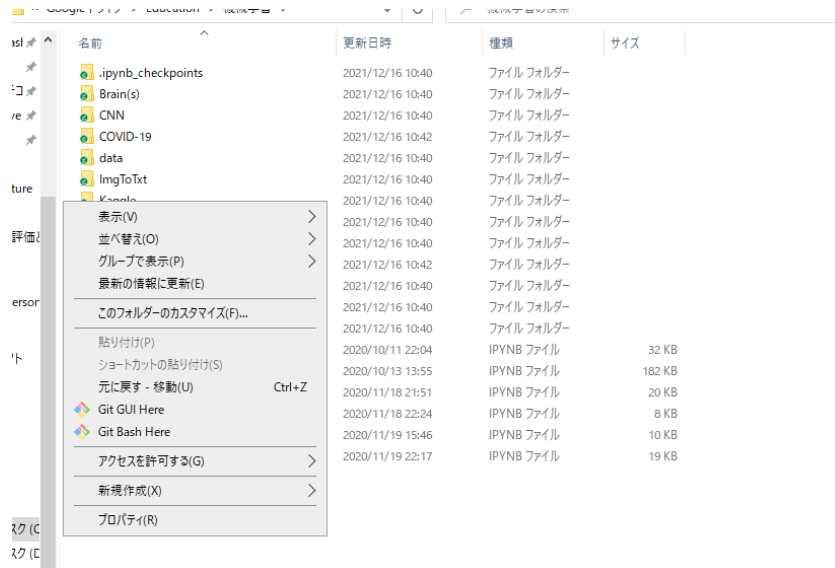 Education
機械学習
名前 更新日時 種類 サイズ
.ipynb_checkpoints 2021/12/16 10:40 ファイル フォルダー
Brain(s) 2021/12/16 10:40 ファイル フォルダー
CNN 2021/12/16 10:40 ファイル フォルダー
COVID-19 2021/12/16 10:42 ファイル フォルダー
data 2021/12/16 10:40 ファイル フォルダー
ImgToTxt 2021/12/16 10:40 ファイル フォルダー
Kaggle 2021/12/16 10:40 ファイル フォルダー
2021/12/16 10:40 ファイル フォルダー
2021/12/16 10:40 ファイル フォルダー
2021/12/16 10:42 ファイル フォルダー
2021/12/16 10:40 ファイル フォルダー
2021/12/16 10:40 ファイル フォルダー
2021/12/16 10:40 ファイル フォルダー
2020/10/11 22:04 IPYNB ファイル 32 KB
2020/10/13 13:55 IPYNB ファイル 182 KB
2020/11/18 21:51 IPYNB ファイル 20 KB
2020/11/18 22:24 IPYNB ファイル 8 KB
2020/11/19 15:46 IPYNB ファイル 10 KB
2020/11/19 22:17 IPYNB ファイル 19 KB
表示(V)
並べ替え(O)
グループで表示(P)
最新の情報に更新(E)
このフォルダーのカスタマイズ(F)...
貼り付け(P)
ショートカットの貼り付け(S)
元に戻す - 移動(U) Ctrl+Z
Git GUI Here
Git Bash Here
アクセスを許可する(G)
新規作成(X)
プロパティ(R)